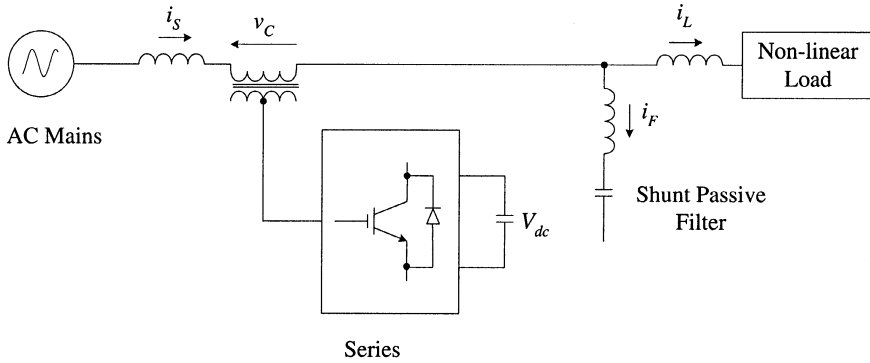 i_S
v_C
i_L
Non-linear
Load
AC Mains
i_F
Shunt Passive
Filter
V_dc
Series